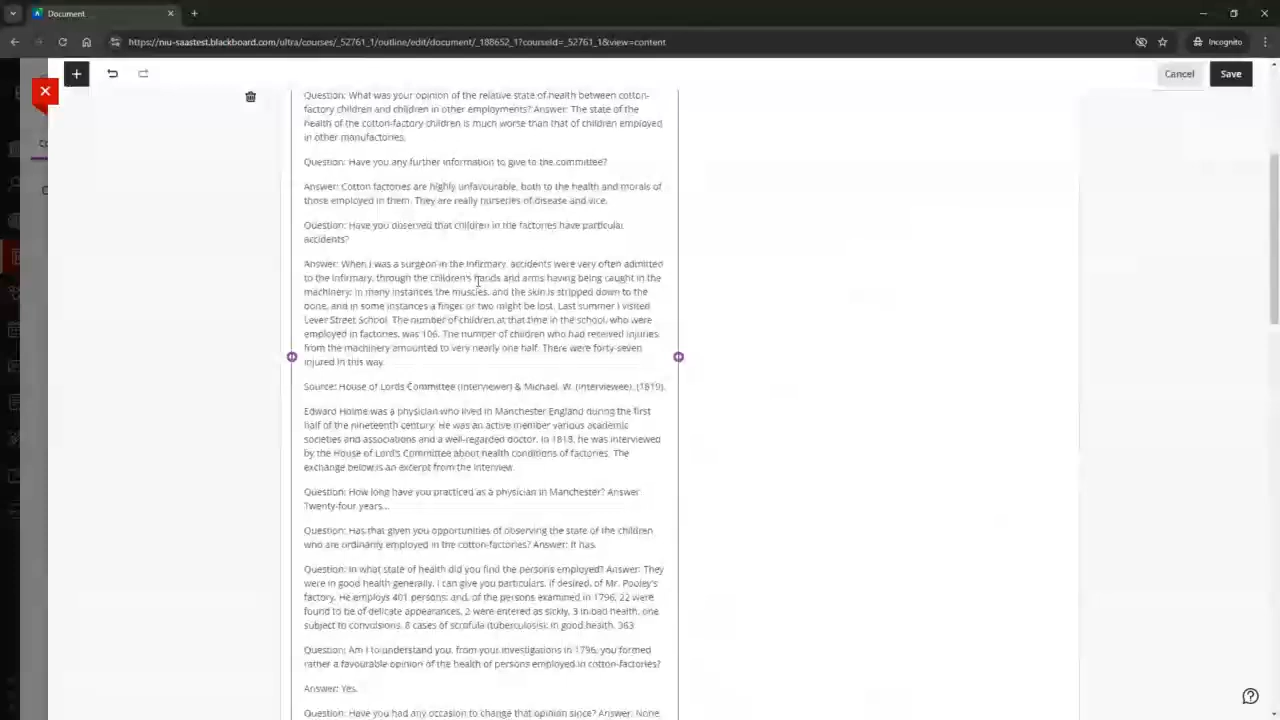 Document
https://niu-saastest.blackboard.com/ultra/courses/_52761_1/outline/edit/document/_188652_1?courseId=_52761_1&view=content
Incognito
Cancel
Save
Question: What was your opinion of the relative state of health between cotton-
factory children and children in other employments? Answer: The state of the
health of the cotton-factory children is much worse than that of children employed
in other manufactories.
Question: Have you any further information to give to the committee?
Answer: Cotton factories are highly unfavourable, both to the health and morals of
those employed in them. They are really nurseries of disease and vice.
Question: Have you observed that children in the factories have particular
accidents?
Answer: When I was a surgeon in the infirmary, accidents were very often admitted
to the infirmary, through the children's hands and arms having being caught in the
machinery; in many instances the muscles, and the skin is stripped down to the
bone, and in some instances a finger or two might be lost. Last summer I visited
Lever Street School. The number of children at that time in the school, who were
employed in factories, was 106. The number of children who had received injuries
from the machinery amounted to very nearly one half. There were forty-seven
injured in this way.
Source: House of Lords Committee (Interviewer) & Michael, W. (Interviewee). (1819).
Edward Holme was a physician who lived in Manchester England during the first
half of the nineteenth century. He was an active member various academic
societies and associations and a well-regarded doctor. In 1818, he was interviewed
by the House of Lord's Committee about health conditions of factories. The
exchange below is an excerpt from the interview.
Question: How long have you practiced as a physician in Manchester? Answer:
Twenty-four years...
Question: Has that given you opportunities of observing the state of the children
who are ordinarily employed in the cotton-factories? Answer: It has.
Question: In what state of health did you find the persons employed? Answer: They
were in good health generally. I can give you particulars, if desired, of Mr. Pooley's
factory. He employs 401 persons; and, of the persons examined in 1796, 22 were
found to be of delicate appearances, 2 were entered as sickly, 3 in bad health, one
subject to convulsions, 8 cases of scrofula (tuberculosis): in good health, 363
Question: Am I to understand you, from your investigations in 1796, you formed
rather a favourable opinion of the health of persons employed in cotton-factories?
Answer: Yes.
Question: Have you had any occasion to change that opinion since? Answer: None